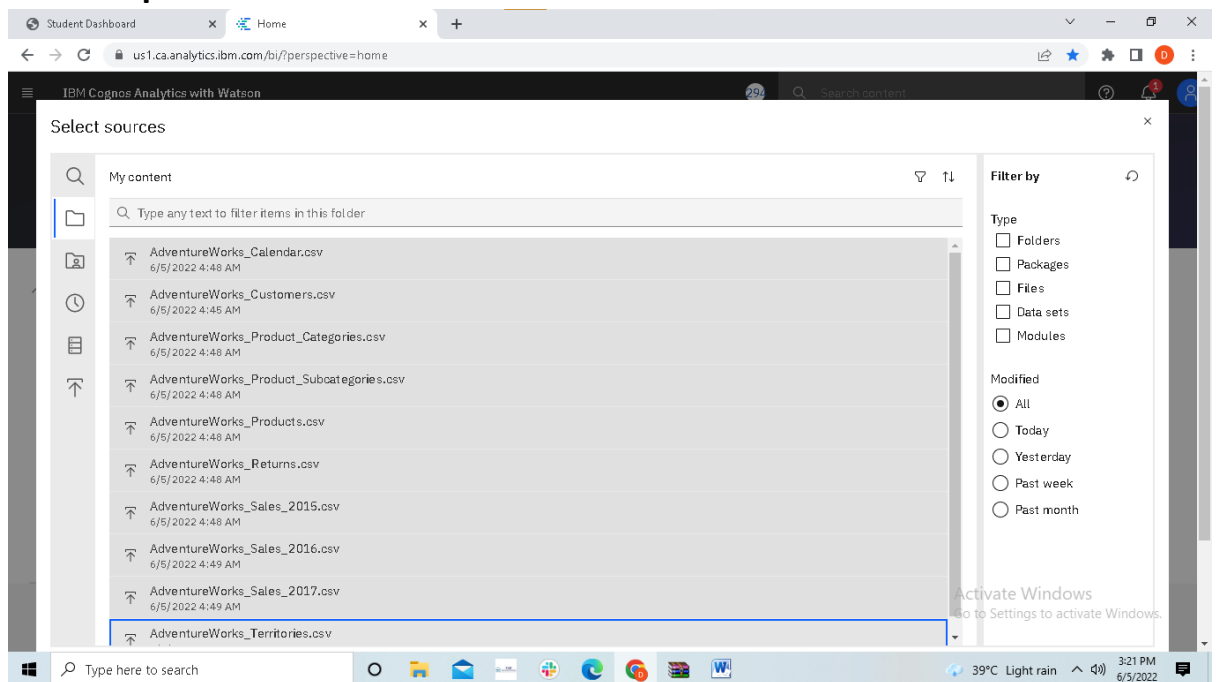 Student Dashboard
Home
us1.ca.analytics.ibm.com/bi/?perspective=home
D
IBM Cognos Analytics with Watson
294
Search content
1
Select sources
My content
Type any text to filter items in this folder
AdventureWorks_Calendar.csv
6/5/2022 4:48 AM
AdventureWorks_Customers.csv
6/5/2022 4:45 AM
AdventureWorks_Product_Categories.csv
6/5/2022 4:48 AM
AdventureWorks_Product_Subcategories.csv
6/5/2022 4:48 AM
AdventureWorks_Products.csv
6/5/2022 4:48 AM
AdventureWorks_Returns.csv
6/5/2022 4:48 AM
AdventureWorks_Sales_2015.csv
6/5/2022 4:48 AM
AdventureWorks_Sales_2016.csv
6/5/2022 4:49 AM
AdventureWorks_Sales_2017.csv
6/5/2022 4:49 AM
AdventureWorks_Territories.csv
Filter by
Type
Folders
Packages
Files
Data sets
Modules
Modified
All
Today
Yesterday
Past week
Past month
Activate Windows
Go to Settings to activate Windows.
Type here to search
W
39°C Light rain
3:21 PM
6/5/2022